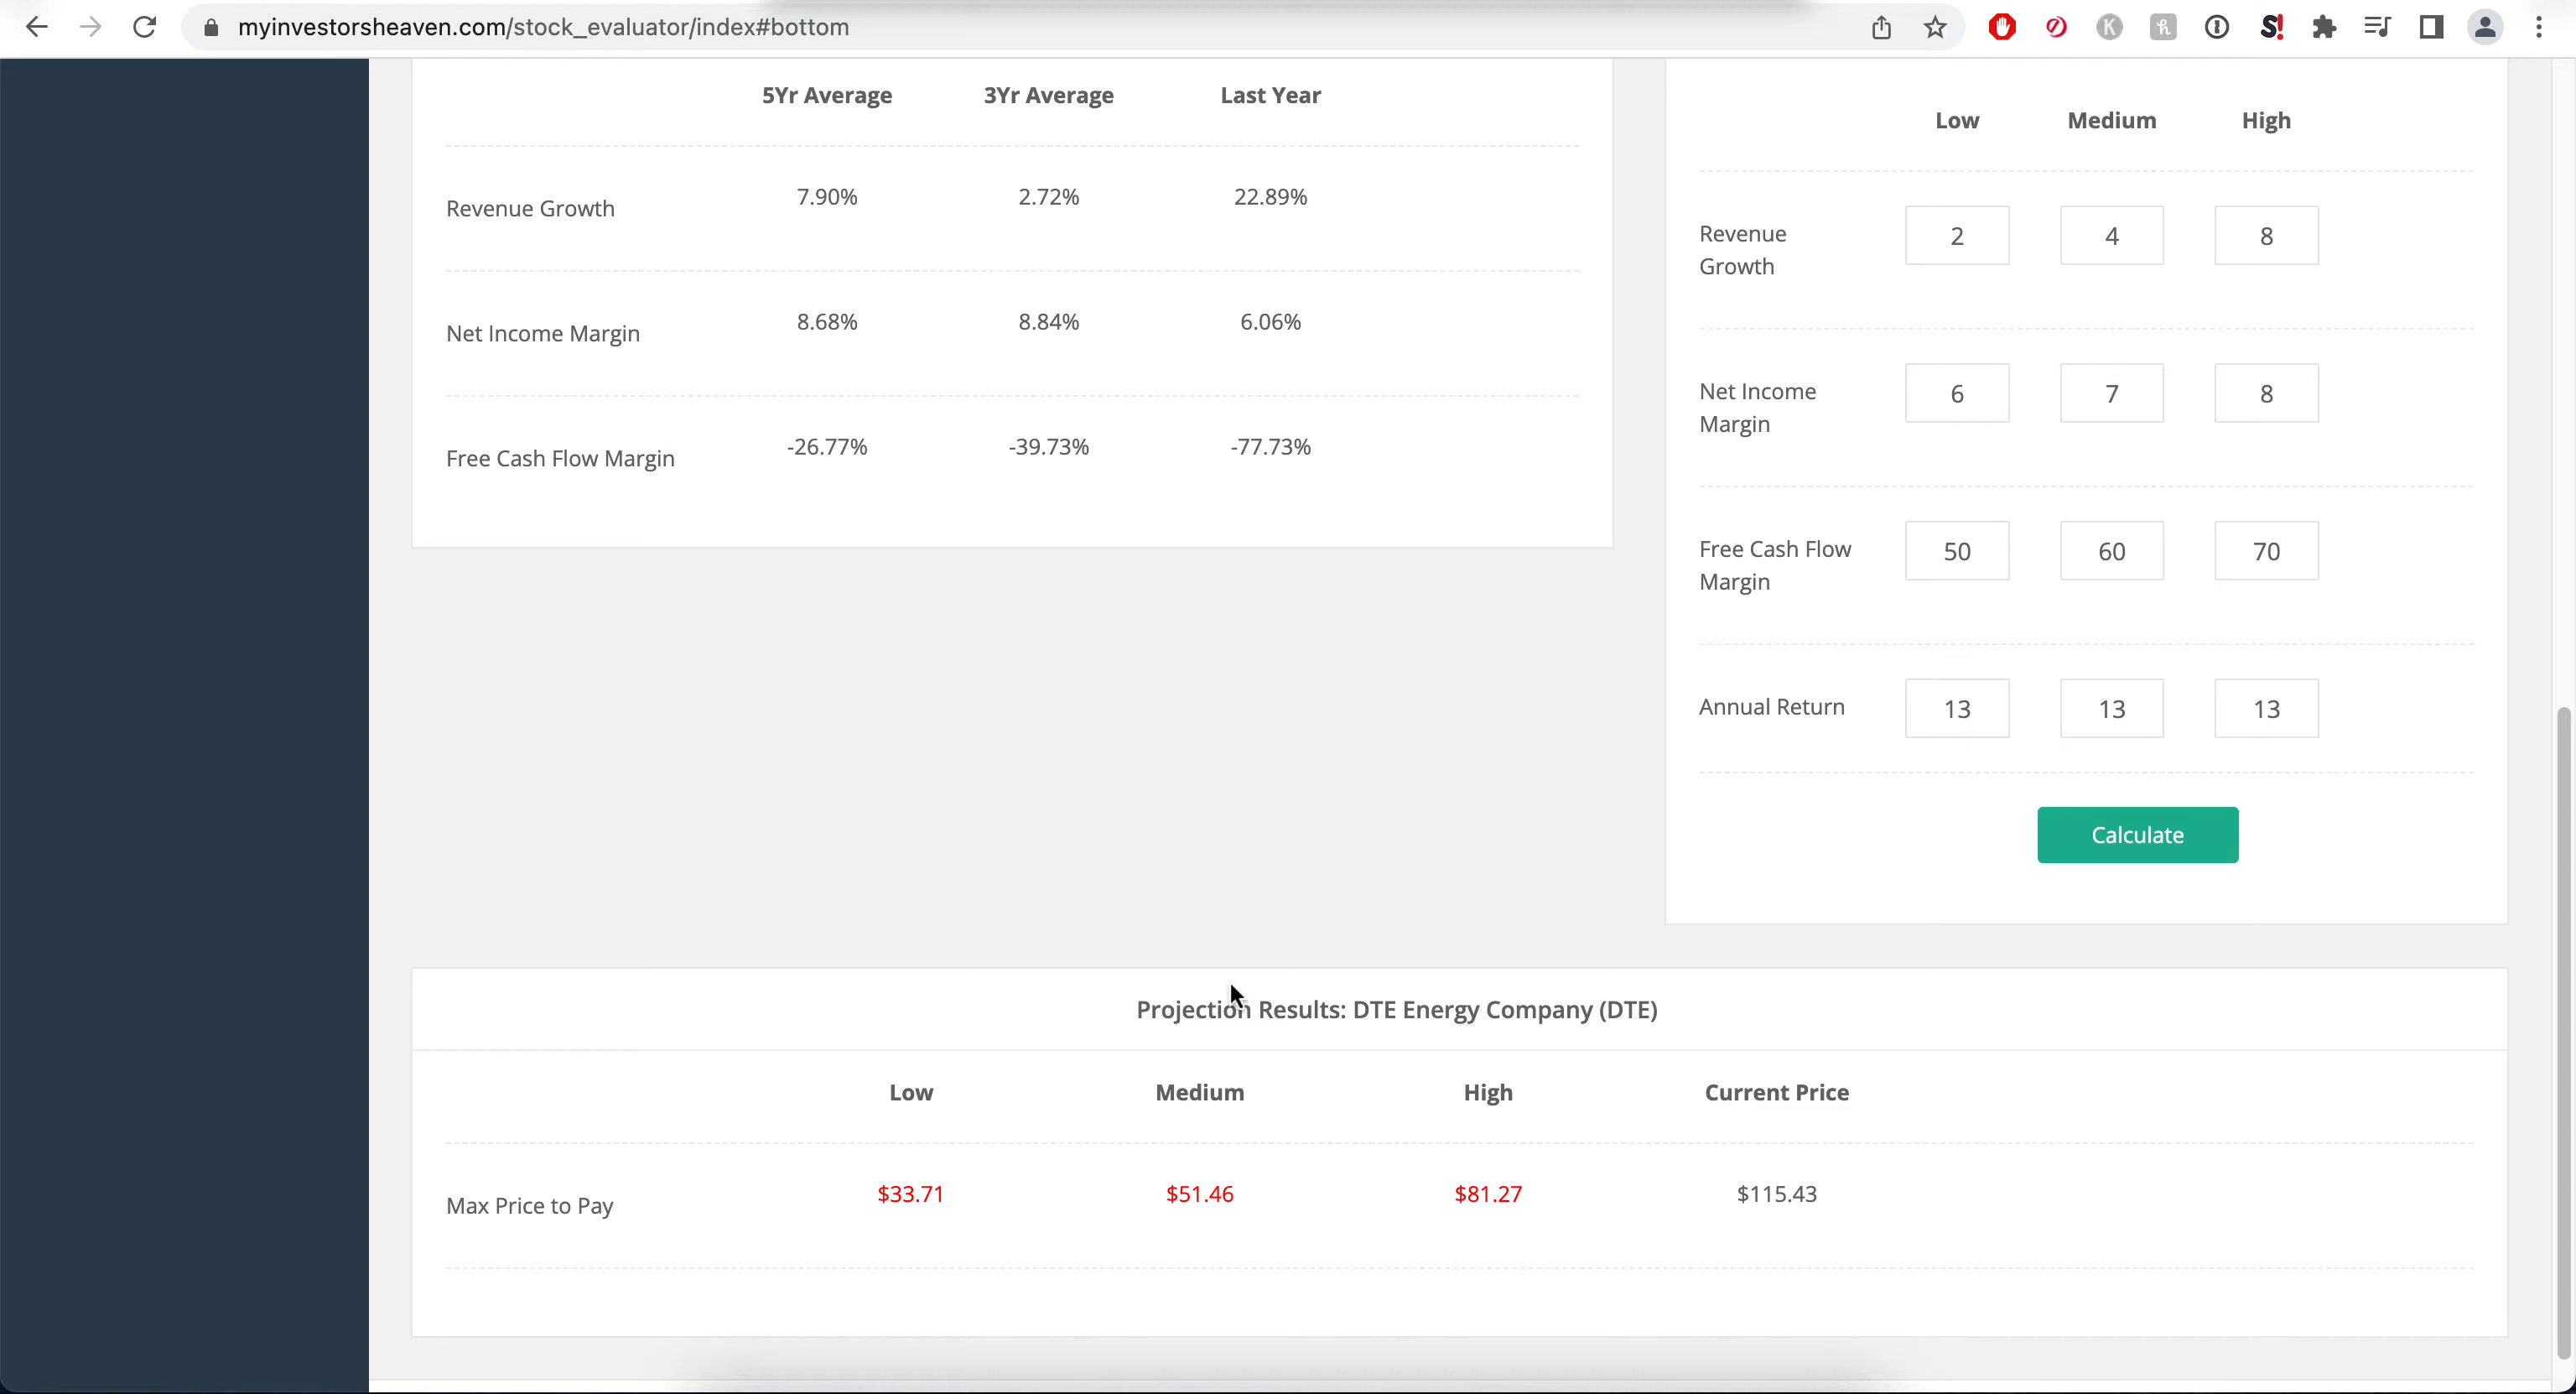 myinvestorsheaven.com/stock_evaluator/index#bottom
5Yr Average 3Yr Average Last Year
Revenue Growth 7.90% 2.72% 22.89%
Net Income Margin 8.68% 8.84% 6.06%
Free Cash Flow Margin -26.77% -39.73% -77.73%
Low Medium High
Revenue 2 4 8
Growth
Net Income 6 7 8
Margin
Free Cash Flow 50 60 70
Margin
Annual Return 13 13 13
Calculate
Projection Results: DTE Energy Company (DTE)
Low Medium High Current Price
Max Price to Pay $33.71 $51.46 $81.27 $115.43